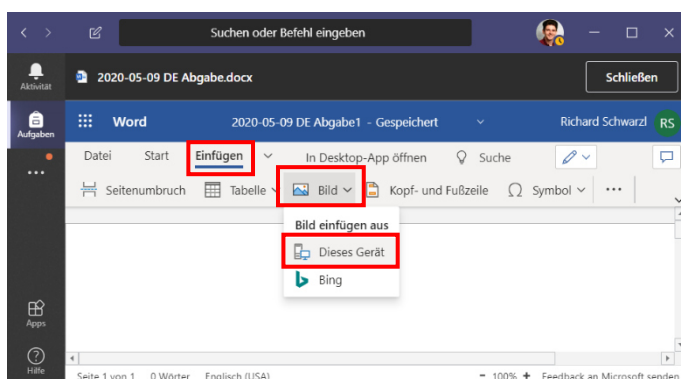 Suchen oder Befehl eingeben
Aktivität
2020-05-09 DE Abgabe.docx
Schließen
Aufgaben
Word
2020-05-09 DE Abgabe1 - Gespeichert
Richard Schwarzl
RS
Datei Start Einfügen In Desktop-App öffnen Suche
Seitenumbruch Tabelle Bild Kopf- und Fußzeile Symbol
Bild einfügen aus
Dieses Gerät
Bing
Apps
Hilfe
Seite 1 von 1 0 Wörter Englisch (USA) - 100% + Feedback an Microsoft senden